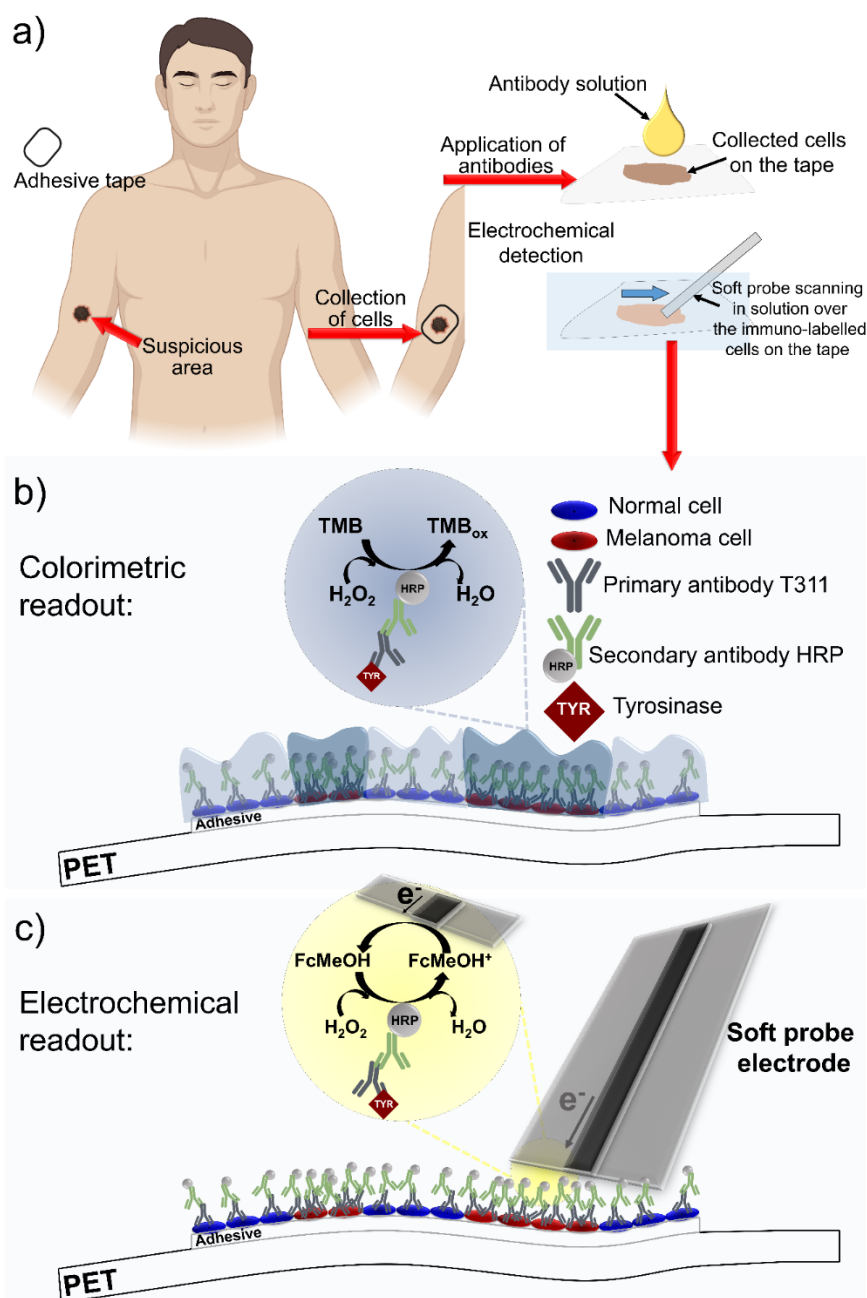 a)
Adhesive tape
Suspicious
area
Collection
of cells
Application of
antibodies
Antibody solution
Collected cells
on the tape
Electrochemical
detection
Soft probe scanning
in solution over
the immuno-labelled
cells on the tape
b)
Colorimetric
readout:
TMB
TMBox
H2O2
HRP
H2O
TYR
Normal cell
Melanoma cell
Primary antibody T311
HRP
Secondary antibody HRP
TYR
Tyrosinase
Adhesive
PET
c)
Electrochemical
readout:
e-
FcMeOH
FcMeOH+
H2O2
HRP
H2O
TYR
Soft probe
electrode
e-
Adhesive
PET